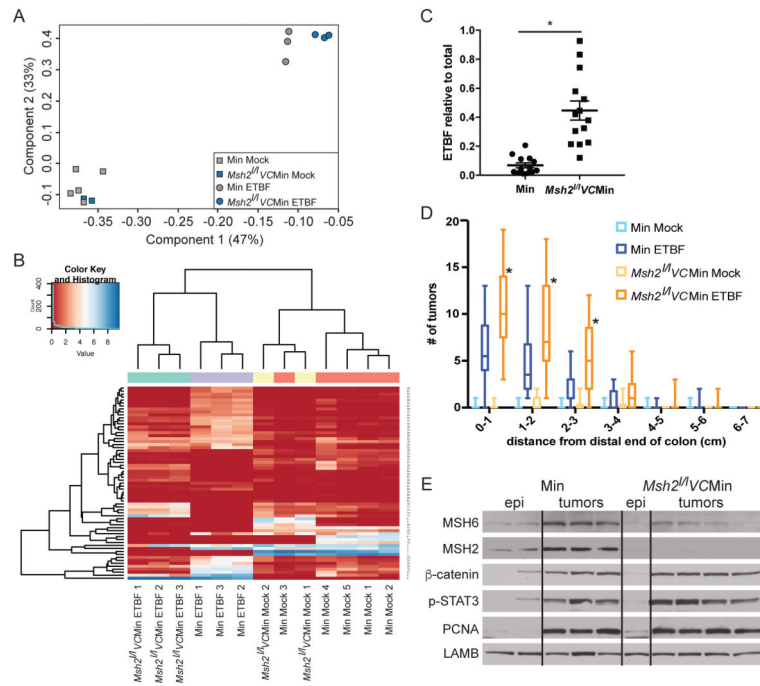 A
Component 2 (33%)
0.4
0.3
0.2
0.1
0.0
-0.1
-0.35
-0.25
-0.20
-0.15
-0.10
-0.05
Component 1 (47%)
Min Mock
Msh2l/lVCMin Mock
Min ETBF
Msh2l/lVCMin ETBF
B
Color Key
and Histogram
Count
0 200 400
0 2 4 6 8
Value
Msh2l/lVCMin ETBF 1
Msh2l/lVCMin ETBF 2
Msh2l/lVCMin ETBF 3
Min ETBF 1
Min ETBF 3
Min ETBF 2
Msh2l/lVCMin Mock 2
Min Mock 3
Msh2l/lVCMin Mock 1
Min Mock 4
Min Mock 5
Min Mock 1
Min Mock 2
C
ETBF relative to total
1.0
0.8
0.6
0.4
0.2
0.0
*
Min
Msh2l/lVCMin
D
# of tumors
20
15
10
5
0
Min Mock
Min ETBF
Msh2l/lVCMin Mock
Msh2l/lVCMin ETBF
*
*
*
0-1
1-2
2-3
3-4
4-5
5-6
6-7
distance from distal end of colon (cm)
E
Min
Msh2l/lVCMin
epi
tumors
epi
tumors
MSH6
MSH2
β-catenin
p-STAT3
PCNA
LAMB